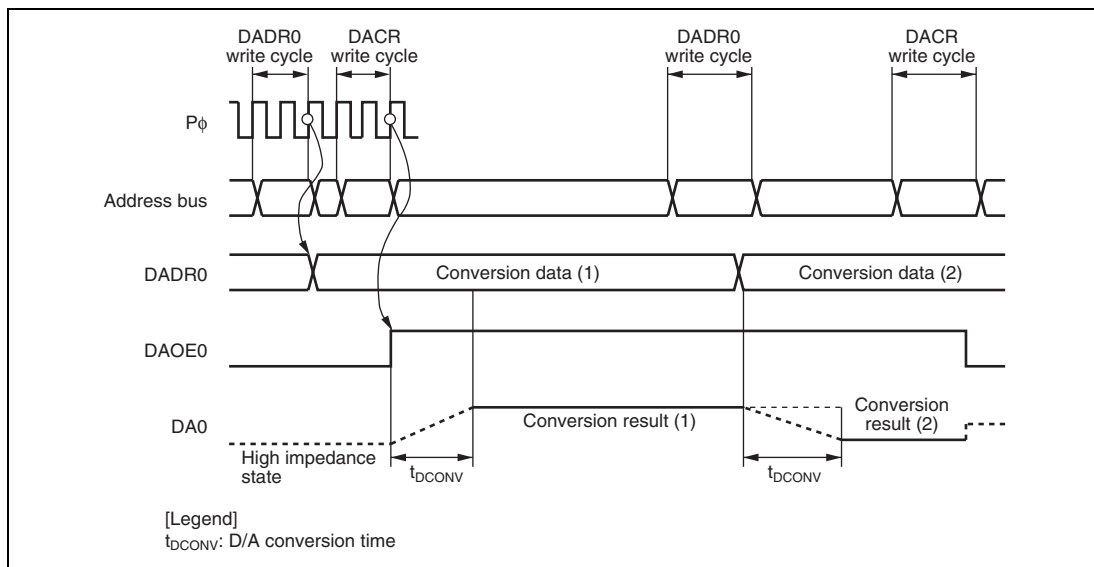 DADR0
write cycle
DACR
write cycle
DADR0
write cycle
DACR
write cycle
Pϕ
Address bus
DADR0
Conversion data (1)
Conversion data (2)
DAOE0
DA0
Conversion result (1)
Conversion
result (2)
High impedance
state
tDCONV
tDCONV
[Legend]
tDCONV: D/A conversion time